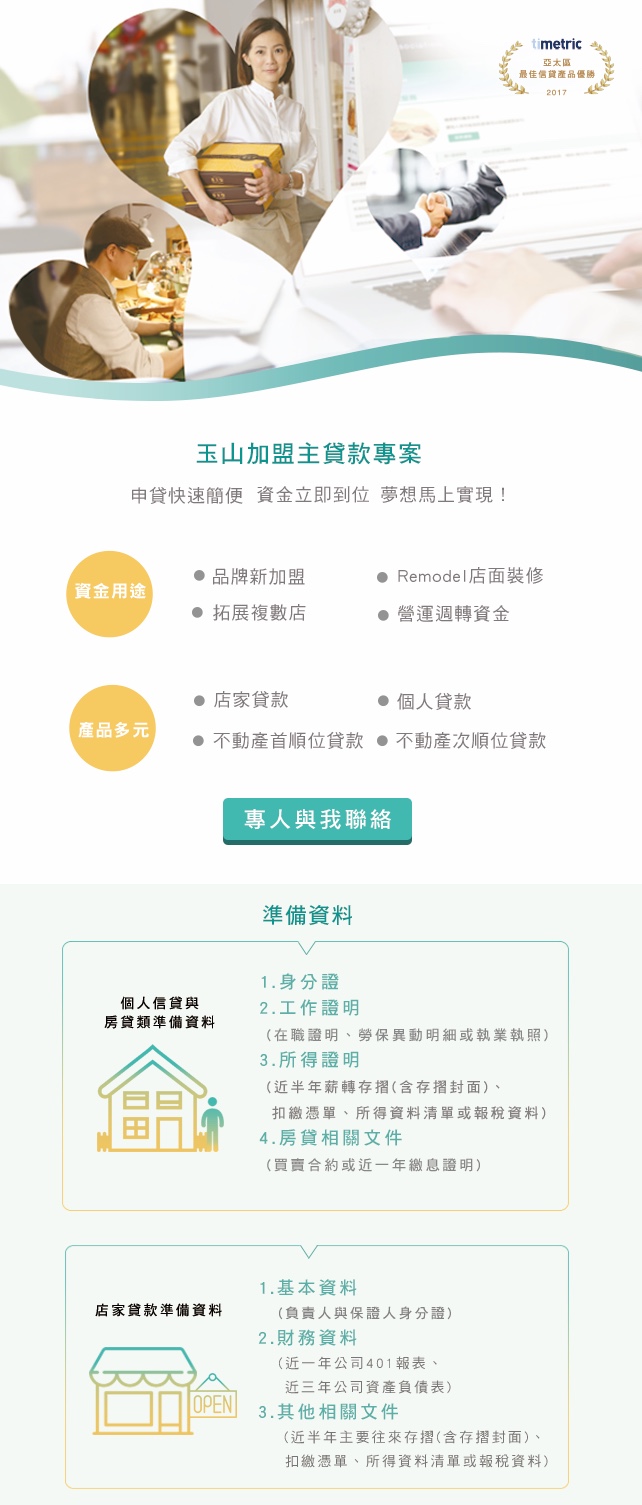 timetric
亞太區
最佳信貸產品優勝
2017
玉山加盟主貸款專案
申貸快速簡便 資金立即到位 夢想馬上實現！
資金用途
● 品牌新加盟
● Remodel店面裝修
● 拓展複數店
● 營運週轉資金
產品多元
● 店家貸款
● 個人貸款
● 不動產首順位貸款
● 不動產次順位貸款
專人與我聯絡
準備資料
個人信貸與
房貸類準備資料
1.身分證
2.工作證明
(在職證明、勞保異動明細或執業執照)
3.所得證明
(近半年薪轉存摺(含存摺封面)、
扣繳憑單、所得資料清單或報稅資料)
4.房貸相關文件
(買賣合約或近一年繳息證明)
店家貸款準備資料
OPEN
1.基本資料
(負責人與保證人身分證)
2.財務資料
(近一年公司401報表、
近三年公司資產負債表)
3.其他相關文件
(近半年主要往來存摺(含存摺封面)、
扣繳憑單、所得資料清單或報稅資料)